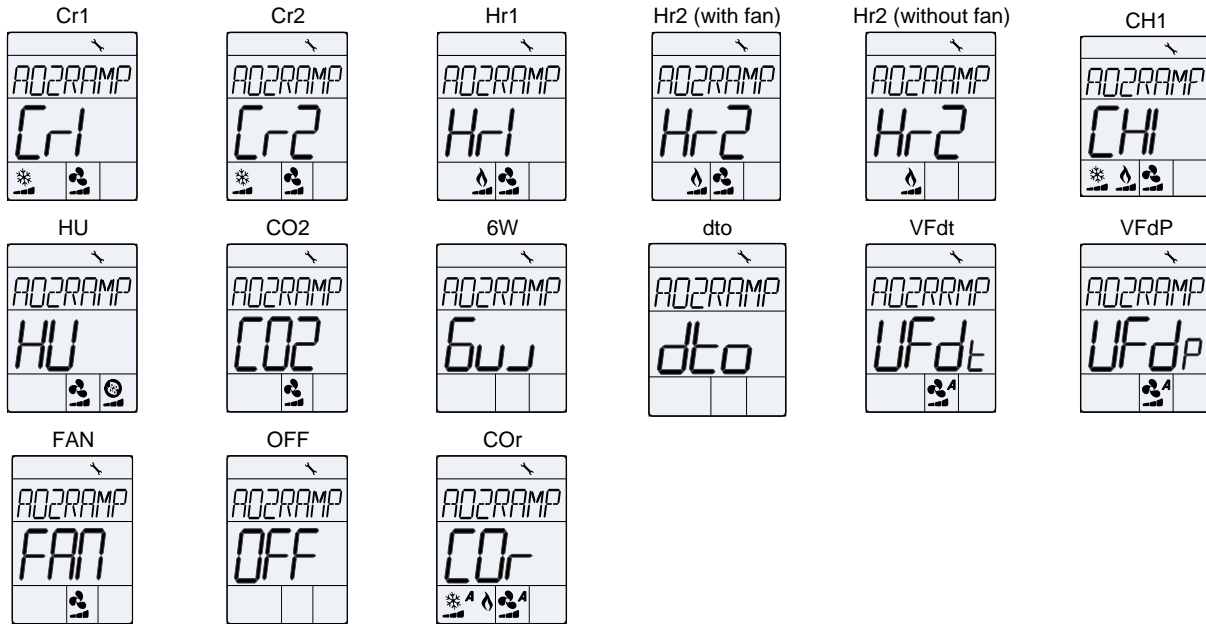 Cr1 Cr2 Hr1 Hr2 (with fan) Hr2 (without fan) CH1
AO2RAMP AO2RAMP AO2RAMP AO2RAMP AO2AAMP AO2RAMP
Cr1 Cr2 Hr1 Hr2 Hr2 CH1
HU CO2 6W dto VFdt VFdP
AO2RAMP AO2RAMP AO2RAMP AO2RAMP AO2RRMP AO2RAMP
HU CO2 6w dto VFdt VFdP
A A
FAN OFF COr
AO2RAMP AO2RAMP AO2RAMP
FAN OFF COr
A A